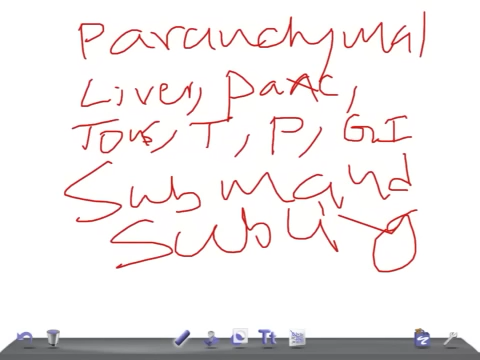 Paranchymal
Liver, panc,
Tons, T, P, GI
Submand
Subling